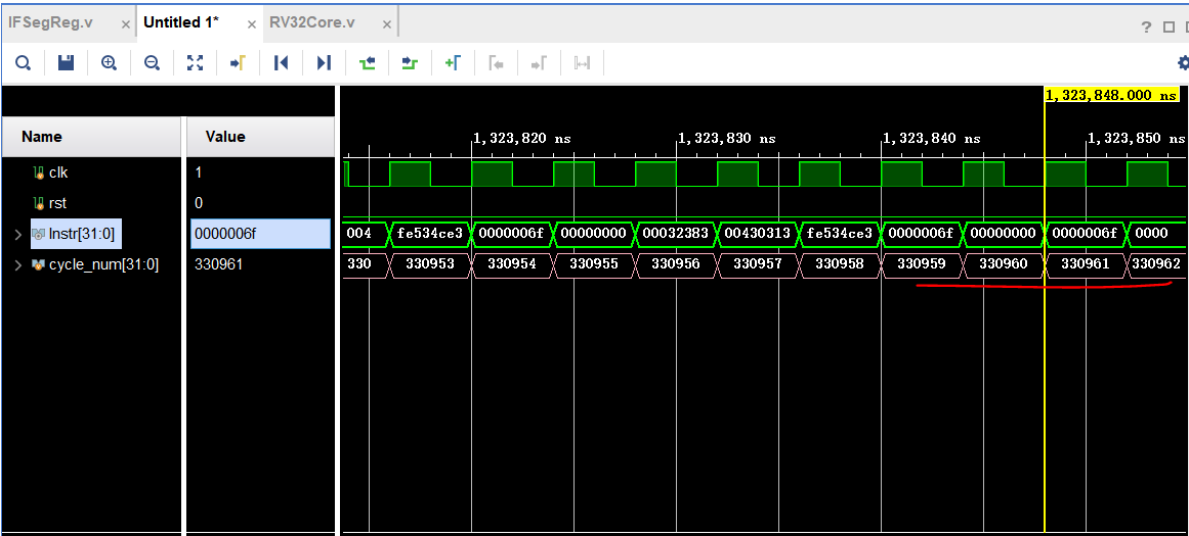 IFSegReg.v × Untitled 1* × RV32Core.v × ?
1,323,848.000 ns
Name Value 1,323,820 ns 1,323,830 ns 1,323,840 ns 1,323,850 ns
clk 1
rst 0
Instr[31:0] 0000006f 004 fe534ce3 0000006f 00000000 00032383 00430313 fe534ce3 0000006f 00000000 0000006f 0000
cycle_num[31:0] 330961 330 330953 330954 330955 330956 330957 330958 330959 330960 330961 330962